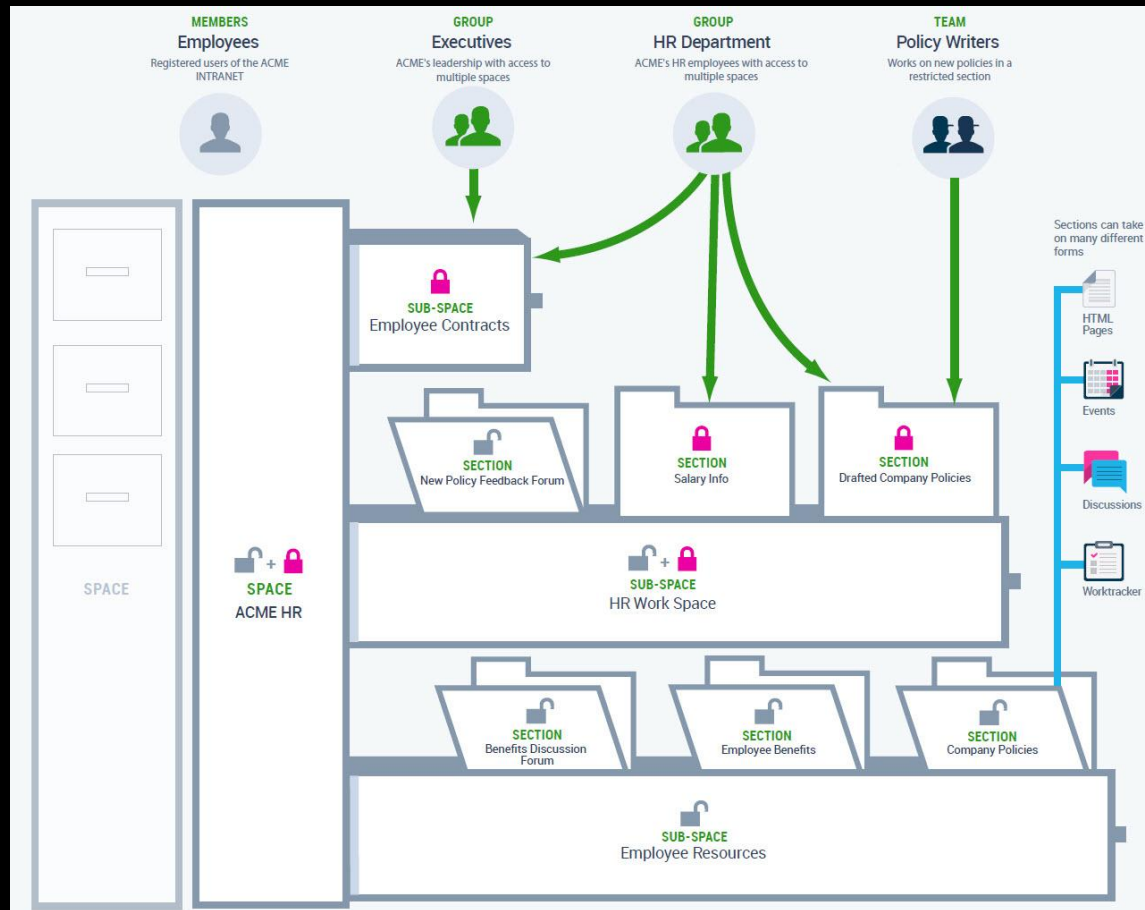 MEMBERS
Employees
Registered users of the ACME
INTRANET
GROUP
Executives
ACME's leadership with access to
multiple spaces
GROUP
HR Department
ACME's HR employees with access to
multiple spaces
TEAM
Policy Writers
Works on new policies in a
restricted section
Sections can take
on many different
forms
HTML
Pages
Events
Discussions
Worktracker
SUB-SPACE
Employee Contracts
SECTION
New Policy Feedback Forum
SECTION
Salary Info
SECTION
Drafted Company Policies
SPACE
+
SPACE
ACME HR
+
SUB-SPACE
HR Work Space
SECTION
Benefits Discussion
Forum
SECTION
Employee Benefits
SECTION
Company Policies
SUB-SPACE
Employee Resources